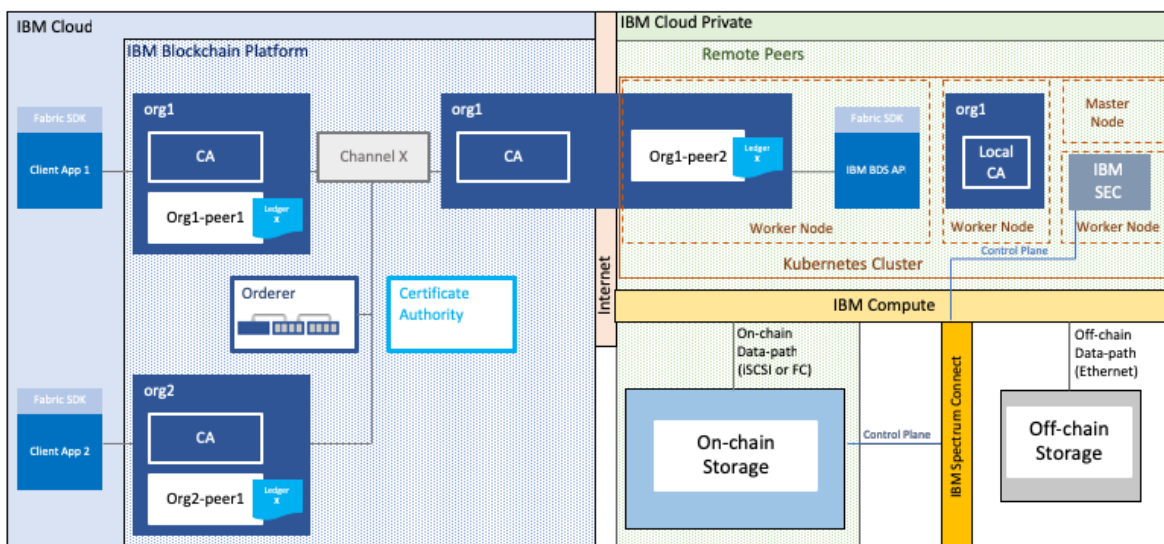 IBM Cloud
IBM Blockchain Platform
Fabric SDK
Client App 1
org1
CA
Org1-peer1
Ledger
X
Channel X
org1
CA
Orderer
Certificate
Authority
Fabric SDK
Client App 2
org2
CA
Org2-peer1
Ledger
X
Internet
IBM Cloud Private
Remote Peers
Org1-peer2
Ledger
X
Fabric SDK
IBM BDS API
Worker Node
org1
Local
CA
Worker Node
Master
Node
IBM
SEC
Worker Node
Control Plane
Kubernetes Cluster
IBM Compute
On-chain
Data-path
(iSCSI or FC)
On-chain
Storage
Control Plane
IBM Spectrum Connect
Off-chain
Data-path
(Ethernet)
Off-chain
Storage